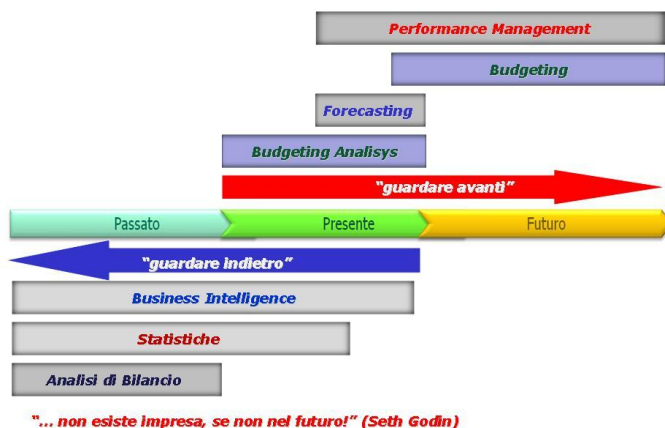 Performance Management
Budgeting
Forecasting
Budgeting Analisys
“guardare avanti”
Passato Presente Futuro
“guardare indietro”
Business Intelligence
Statistiche
Analisi di Bilancio
“... non esiste impresa, se non nel futuro!” (Seth Godin)